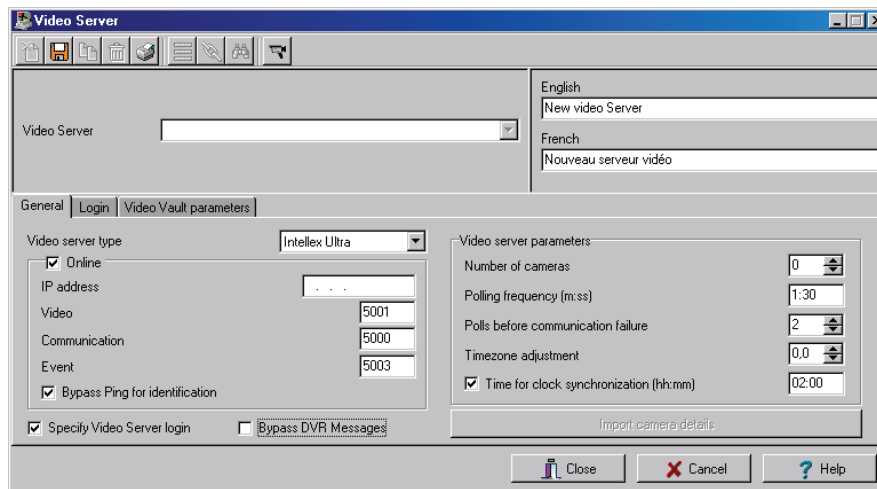 Video Server
English
New video Server
Video Server
French
Nouveau serveur vidéo
General Login Video Vault parameters
Video server type Intellex Ultra
Online
IP address . . .
Video 5001
Communication 5000
Event 5003
Bypass Ping for identification
Specify Video Server login Bypass DVR Messages
Video server parameters
Number of cameras 0
Polling frequency (m:ss) 1:30
Polls before communication failure 2
Timezone adjustment 0,0
Time for clock synchronization (hh:mm) 02:00
Import camera details
Close Cancel Help